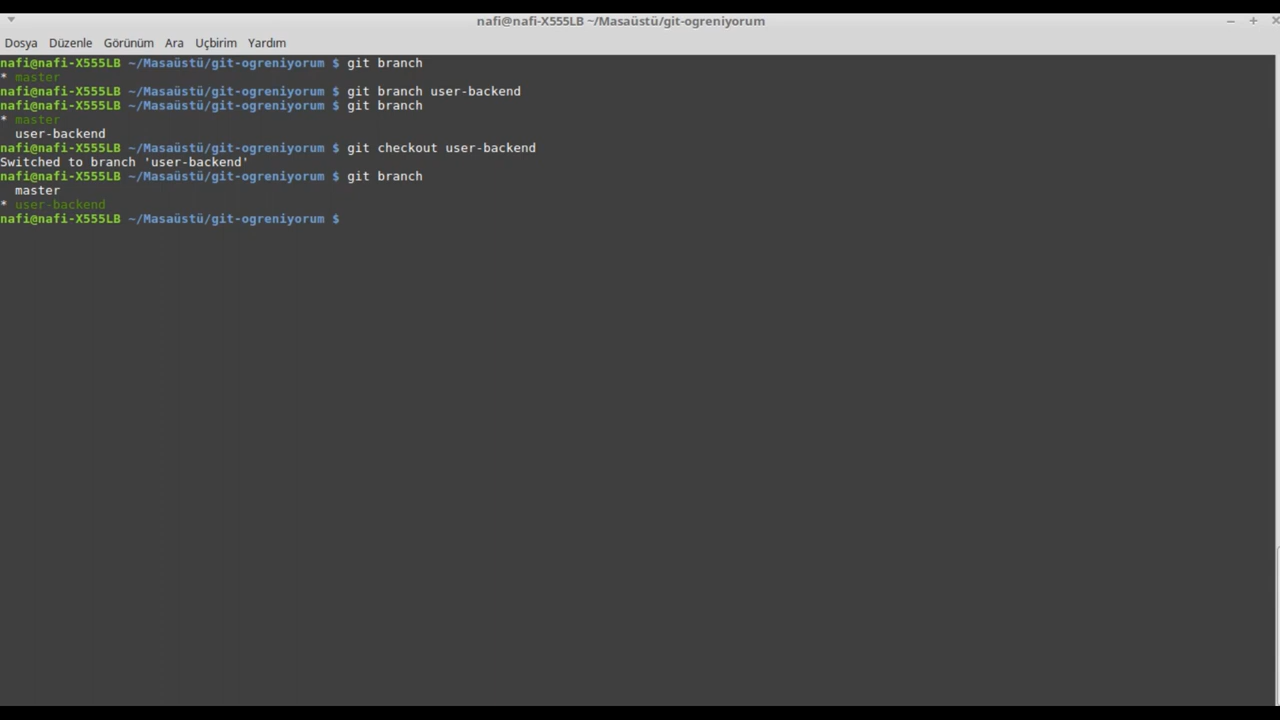 nafi@nafi-X555LB ~/Masaüstü/git-ogreniyorum
Dosya Düzenle Görünüm Ara Uçbirim Yardım
nafi@nafi-X555LB ~/Masaüstü/git-ogreniyorum $ git branch
* master
nafi@nafi-X555LB ~/Masaüstü/git-ogreniyorum $ git branch user-backend
nafi@nafi-X555LB ~/Masaüstü/git-ogreniyorum $ git branch
* master
  user-backend
nafi@nafi-X555LB ~/Masaüstü/git-ogreniyorum $ git checkout user-backend
Switched to branch 'user-backend'
nafi@nafi-X555LB ~/Masaüstü/git-ogreniyorum $ git branch
  master
* user-backend
nafi@nafi-X555LB ~/Masaüstü/git-ogreniyorum $